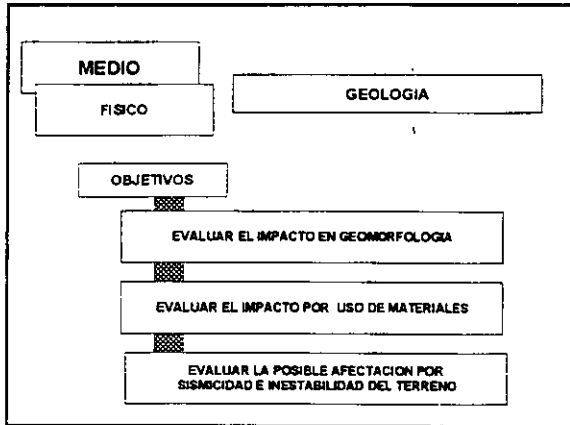 MEDIO
FISICO
GEOLOGIA
OBJETIVOS
EVALUAR EL IMPACTO EN GEOMORFOLOGIA
EVALUAR EL IMPACTO POR USO DE MATERIALES
EVALUAR LA POSIBLE AFECTACION POR
SISMICIDAD E INESTABILIDAD DEL TERRENO